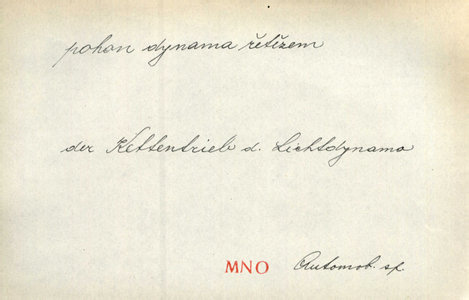 pohon dynama řetězem
der Kettentrieb d. Lichtdynamo
MNO Automob. sp.